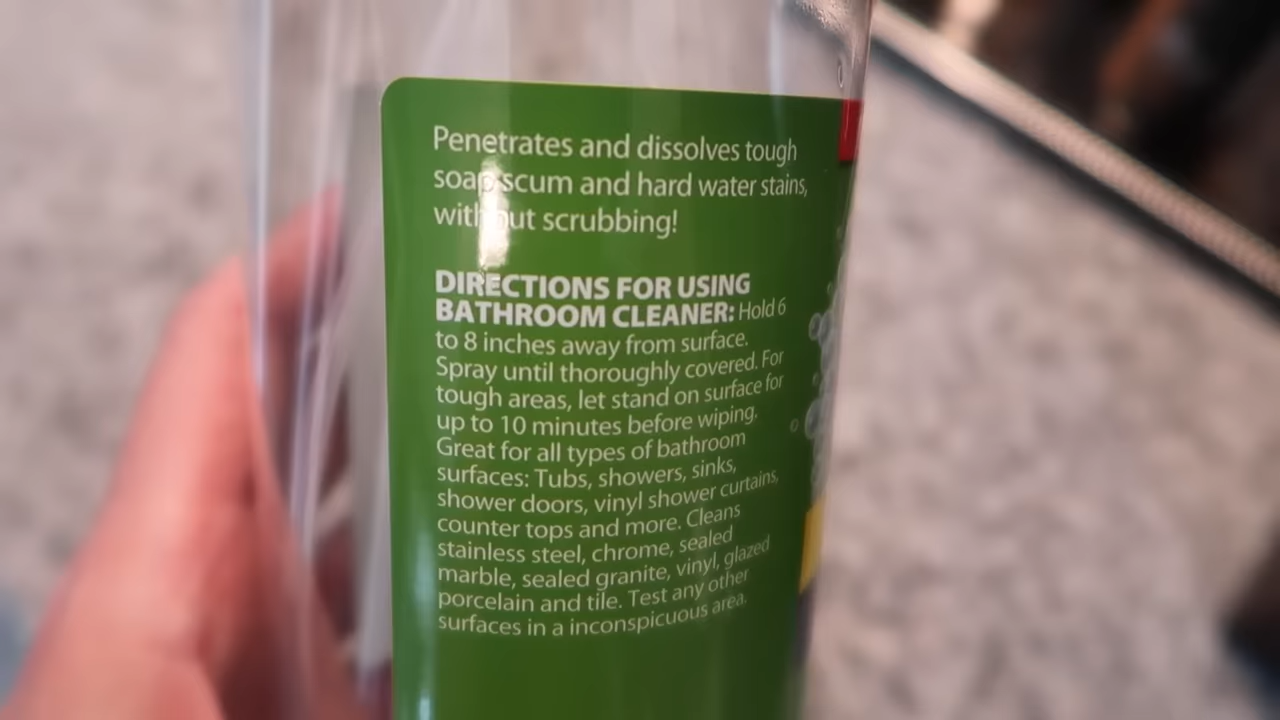 Penetrates and dissolves tough
soap scum and hard water stains,
without scrubbing!
DIRECTIONS FOR USING
BATHROOM CLEANER: Hold 6
to 8 inches away from surface.
Spray until thoroughly covered. For
tough areas, let stand on surface for
up to 10 minutes before wiping.
Great for all types of bathroom
surfaces: Tubs, showers, sinks,
shower doors, vinyl shower curtains,
counter tops and more. Cleans
stainless steel, chrome, sealed
marble, sealed granite, vinyl, glazed
porcelain and tile. Test any other
surfaces in a inconspicuous area.